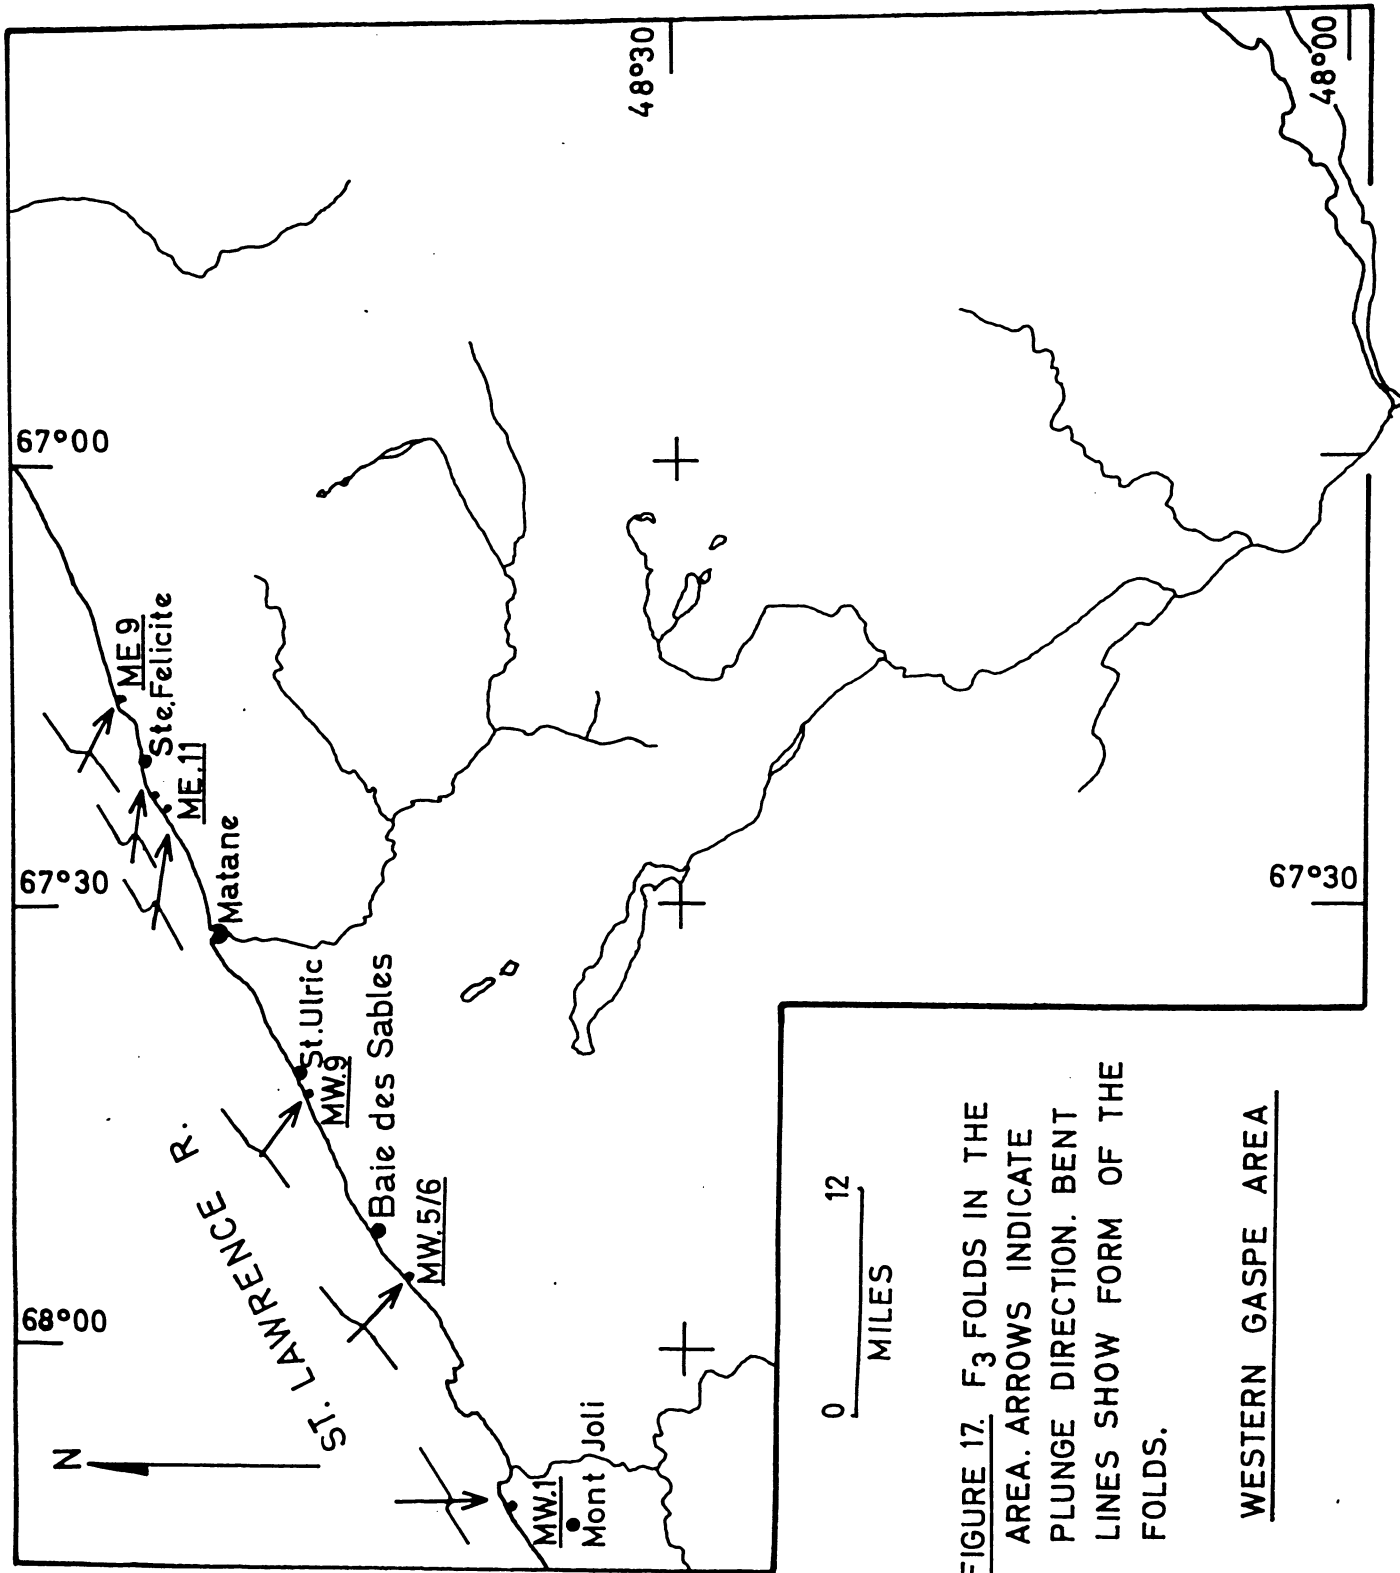 67°00
67°30
68°00
48°30
48°00
67°30
N
ST. LAWRENCE R.
ME 9
Ste. Felicite
ME.11
Matane
St. Ulric
MW.9
Baie des Sables
MW.5/6
MW.1
Mont Joli
0 12
MILES
FIGURE 17. F3 FOLDS IN THE
AREA. ARROWS INDICATE
PLUNGE DIRECTION. BENT
LINES SHOW FORM OF THE
FOLDS.
WESTERN GASPE AREA